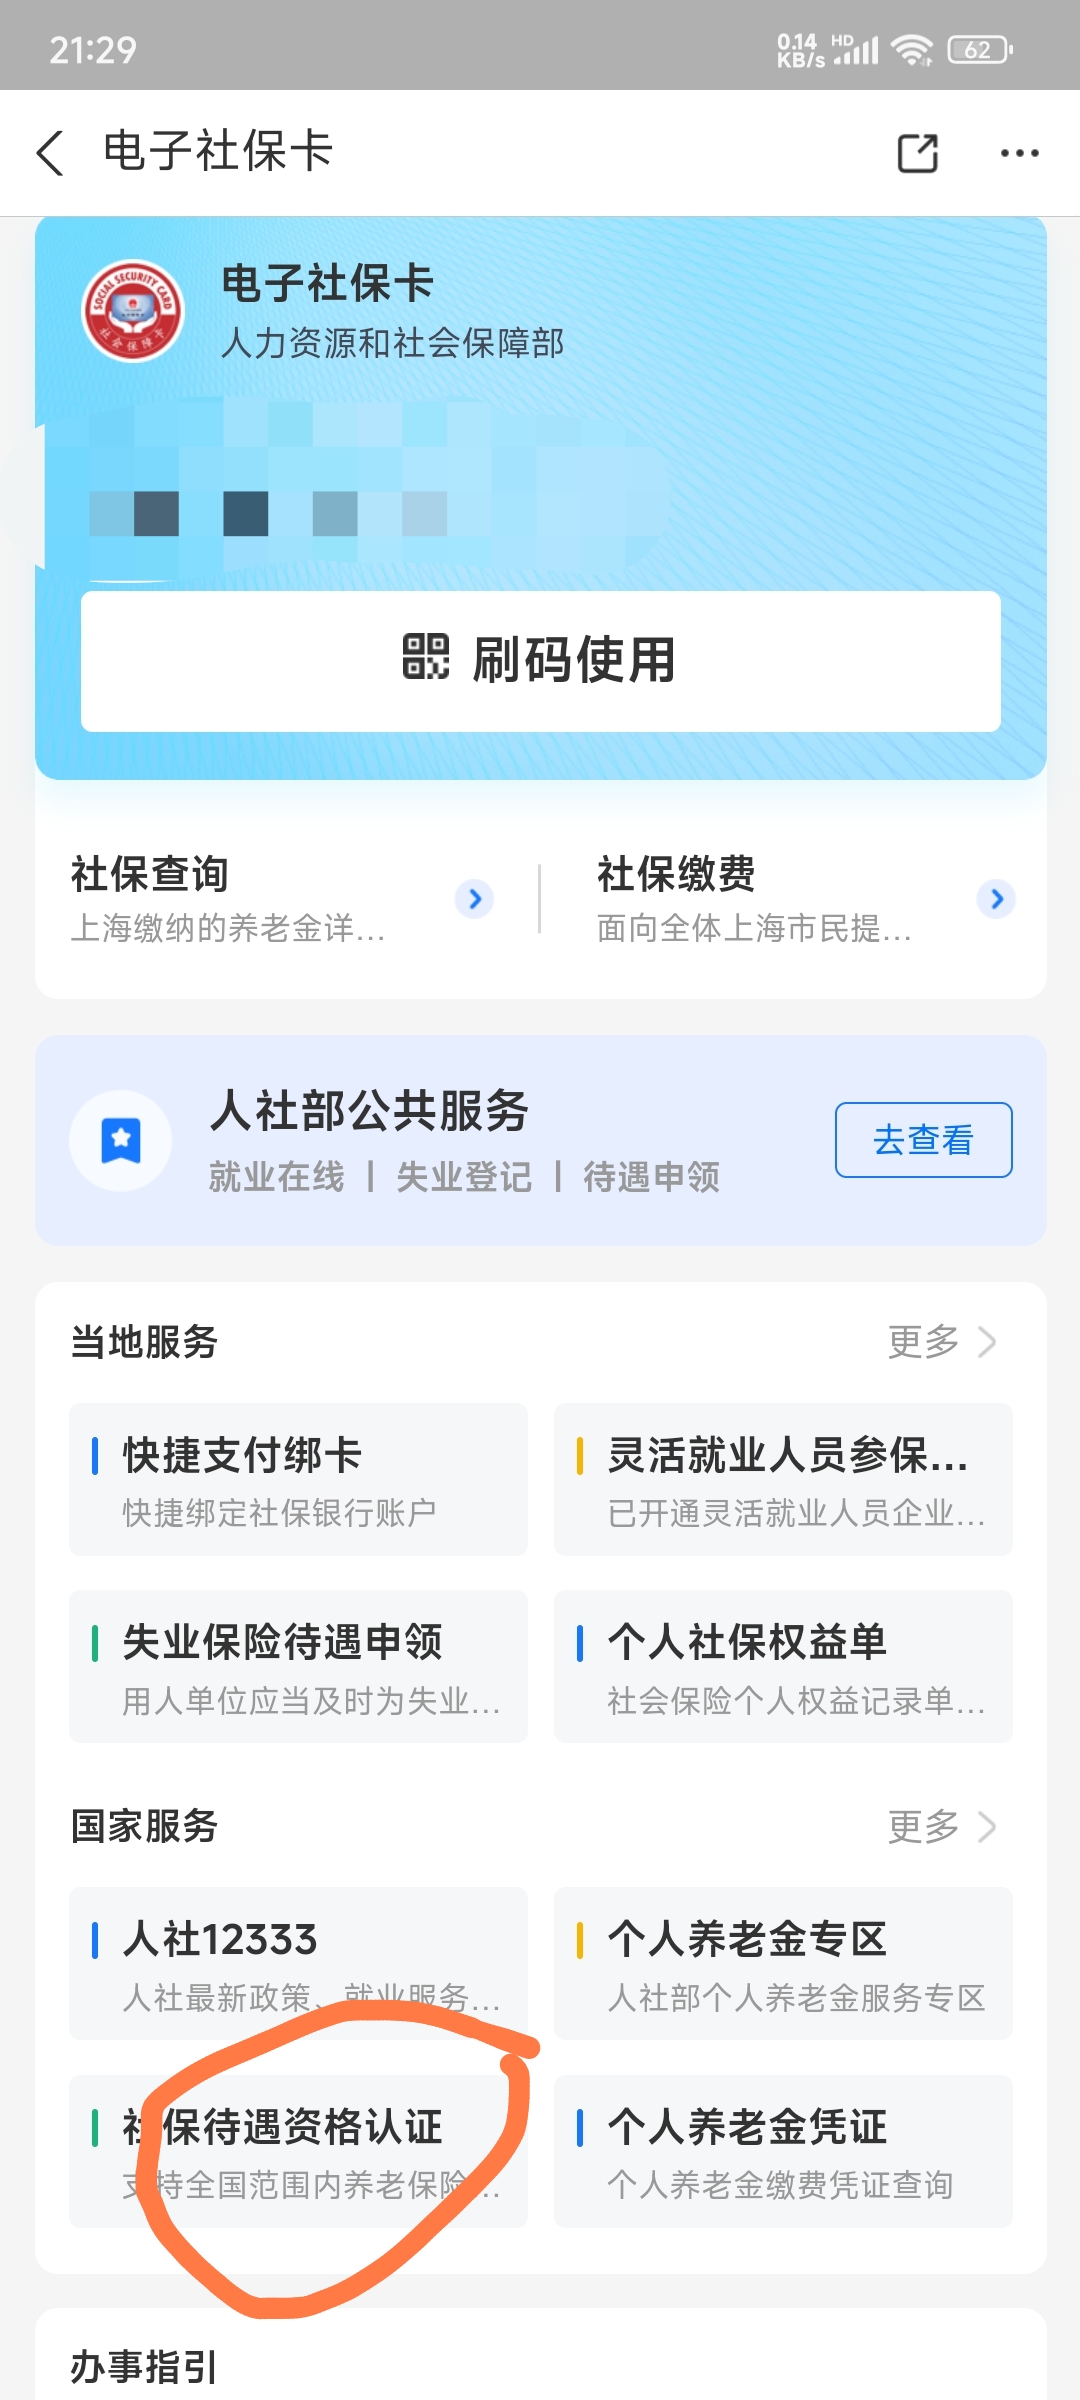 21:29
0.14 KB/s HD 62
电子社保卡
SOCIAL SECURITY CARD
社会保障卡
电子社保卡
人力资源和社会保障部
刷码使用
社保查询
上海缴纳的养老金详...
社保缴费
面向全体上海市民提...
人社部公共服务
就业在线 | 失业登记 | 待遇申领
去查看
当地服务
更多
快捷支付绑卡
快捷绑定社保银行账户
灵活就业人员参保...
已开通灵活就业人员企业...
失业保险待遇申领
用人单位应当及时为失业...
个人社保权益单
社会保险个人权益记录单...
国家服务
更多
人社12333
人社最新政策、就业服务...
个人养老金专区
人社部个人养老金服务专区
社保待遇资格认证
支持全国范围内养老保险...
个人养老金凭证
个人养老金缴费凭证查询
办事指引